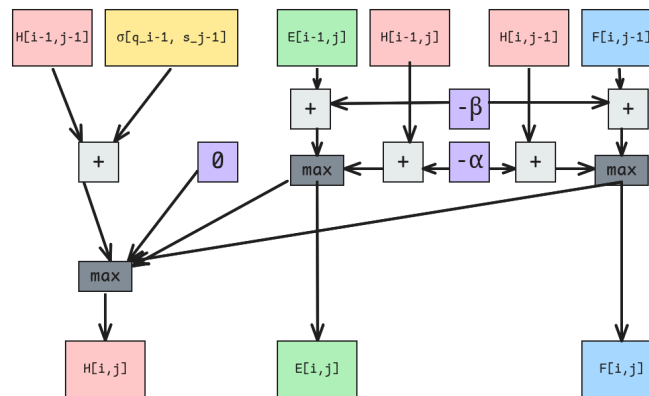 H[i-1,j-1]
σ[q_i-1, s_j-1]
E[i-1,j]
H[i-1,j]
H[i,j-1]
F[i,j-1]
+
-β
+
+
0
max
+
-α
+
max
max
H[i,j]
E[i,j]
F[i,j]